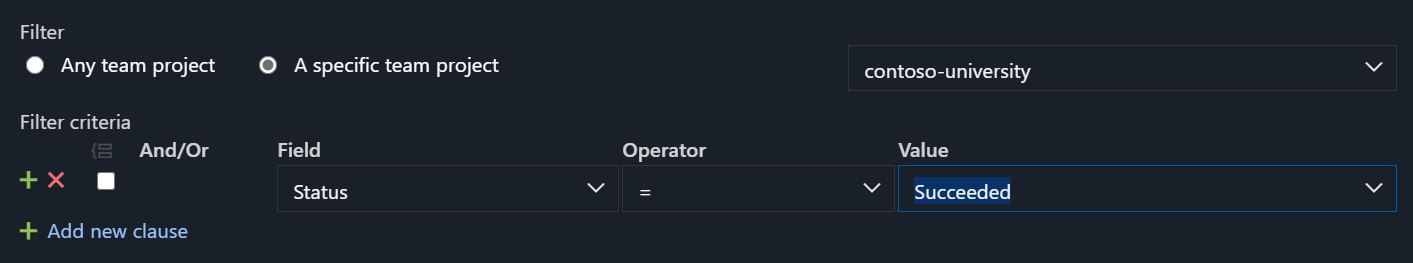 Filter
Any team project A specific team project contoso-university
Filter criteria
And/Or Field Operator Value
Status = Succeeded
Add new clause